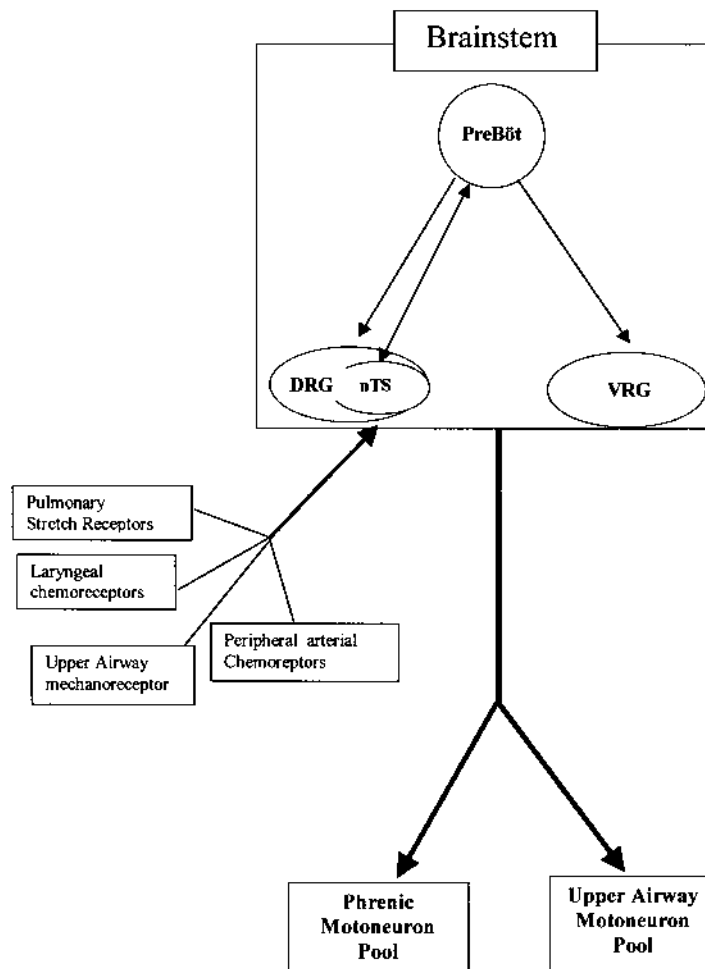 Brainstem
PreBöt
DRG
nTS
VRG
Pulmonary
Stretch Receptors
Laryngeal
chemoreceptors
Upper Airway
mechanoreceptor
Peripheral arterial
Chemoreptors
Phrenic
Motoneuron
Pool
Upper Airway
Motoneuron
Pool